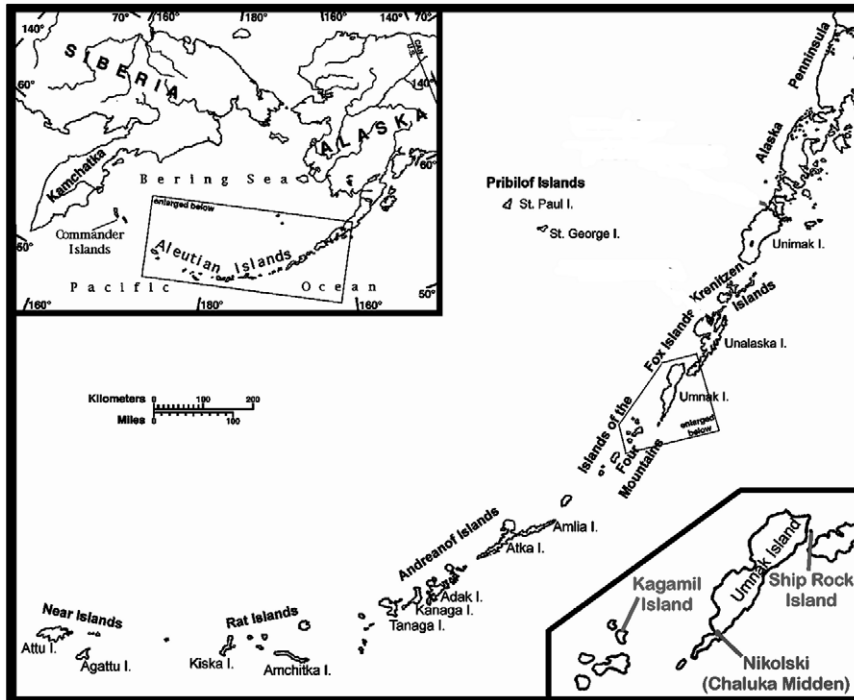 140°
70°
160°
180°
160°
70°
140°
CAN
U.S.
140°
60°
SIBERIA
ALASKA
60°
Kamchatka
Bering Sea
enlarged below
Commander
Islands
50°
Aleutian Islands
Pacific Ocean
50°
160°
180°
160°
Penninsula
Alaska
Pribilof Islands
St. Paul I.
St. George I.
Unimak I.
Krenitzen
Islands
Fox Islands
Unalaska I.
Umnak I.
enlarged
below
Kilometers
0 100 200
Miles
0 100
Islands of the
Four
Mountains
Andreanof Islands
Amlia I.
Atka I.
Adak I.
Kanaga I.
Tanaga I.
Near Islands
Attu I.
Agattu I.
Rat Islands
Kiska I.
Amchitka I.
Umnak Island
Ship Rock
Island
Kagamil
Island
Nikolski
(Chaluka Midden)